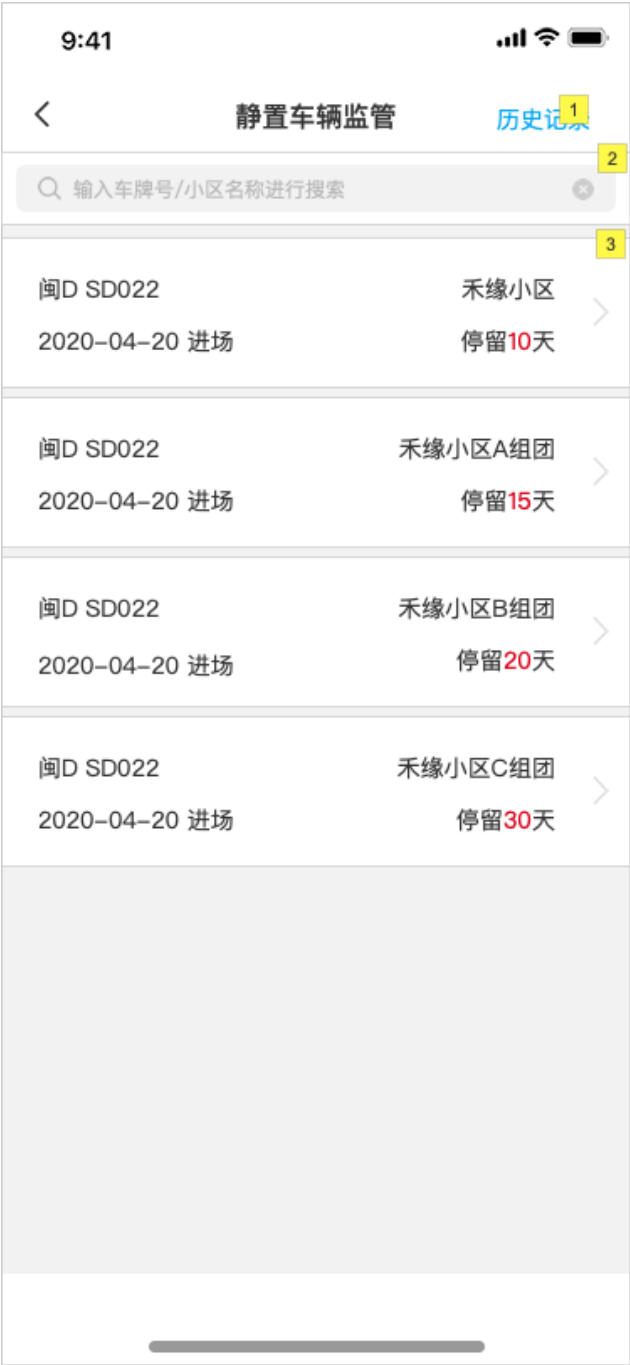 9:41
静置车辆监管
历史记录
1
2
输入车牌号/小区名称进行搜索
3
闽D SD022
禾缘小区
2020-04-20 进场
停留10天
闽D SD022
禾缘小区A组团
2020-04-20 进场
停留15天
闽D SD022
禾缘小区B组团
2020-04-20 进场
停留20天
闽D SD022
禾缘小区C组团
2020-04-20 进场
停留30天